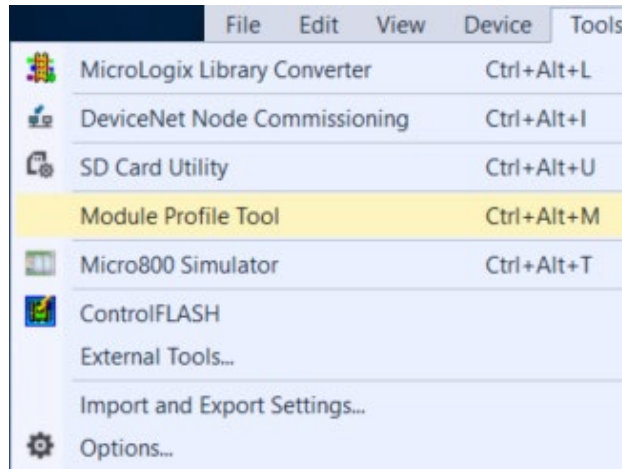 File Edit View Device Tools
MicroLogix Library Converter Ctrl+Alt+L
DeviceNet Node Commissioning Ctrl+Alt+I
SD Card Utility Ctrl+Alt+U
Module Profile Tool Ctrl+Alt+M
Micro800 Simulator Ctrl+Alt+T
ControlFLASH
External Tools...
Import and Export Settings...
Options...